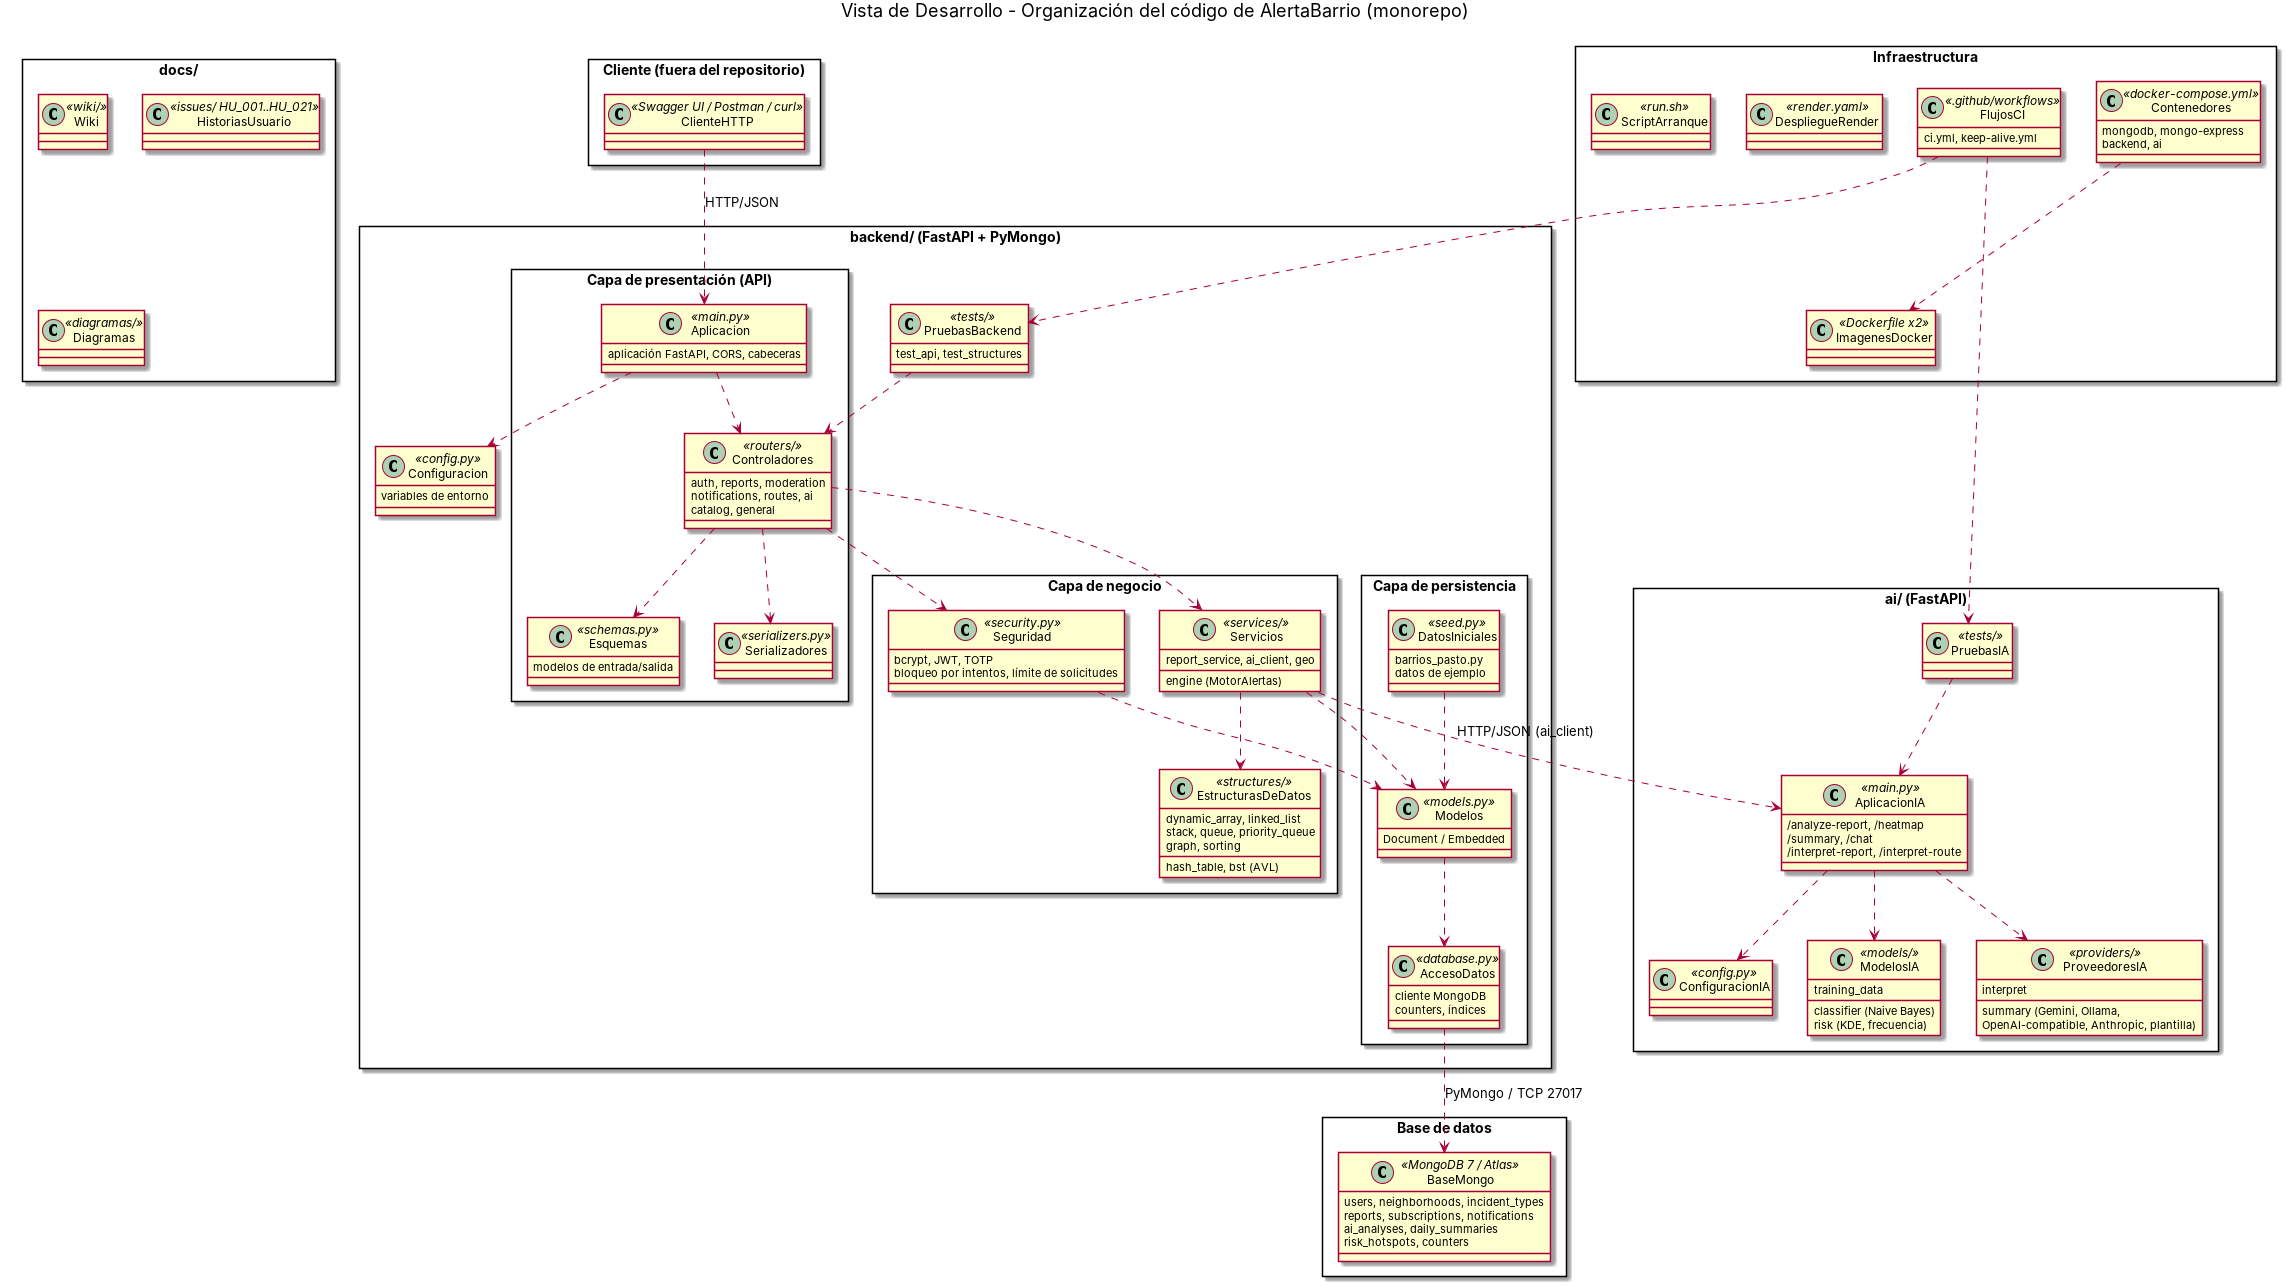 Vista de Desarrollo - Organización del código de AlertaBarrio (monorepo)
docs/
«wiki/»
Wiki
«issues/ HU_001..HU_021»
HistoriasUsuario
«diagramas/»
Diagramas
Cliente (fuera del repositorio)
«Swagger UI / Postman / curl»
ClienteHTTP
HTTP/JSON
Infraestructura
«run.sh»
ScriptArranque
«render.yaml»
DespliegueRender
«.github/workflows»
FlujosCI
ci.yml, keep-alive.yml
«docker-compose.yml»
Contenedores
mongodb, mongo-express
backend, ai
«Dockerfile x2»
ImagenesDocker
backend/ (FastAPI + PyMongo)
Capa de presentación (API)
«main.py»
Aplicacion
aplicación FastAPI, CORS, cabeceras
«tests/»
PruebasBackend
test_api, test_structures
«config.py»
Configuracion
variables de entorno
«routers/»
Controladores
auth, reports, moderation
notifications, routes, ai
catalog, general
«schemas.py»
Esquemas
modelos de entrada/salida
«serializers.py»
Serializadores
Capa de negocio
«security.py»
Seguridad
bcrypt, JWT, TOTP
bloqueo por intentos, límite de solicitudes
«services/»
Servicios
report_service, ai_client, geo
engine (MotorAlertas)
«structures/»
EstructurasDeDatos
dynamic_array, linked_list
stack, queue, priority_queue
graph, sorting
hash_table, bst (AVL)
Capa de persistencia
«seed.py»
DatosIniciales
barrios_pasto.py
datos de ejemplo
HTTP/JSON (ai_client)
«models.py»
Modelos
Document / Embedded
«database.py»
AccesoDatos
cliente MongoDB
counters, índices
PyMongo / TCP 27017
Base de datos
«MongoDB 7 / Atlas»
BaseMongo
users, neighborhoods, incident_types
reports, subscriptions, notifications
ai_analyses, daily_summaries
risk_hotspots, counters
ai/ (FastAPI)
«tests/»
PruebasIA
«main.py»
AplicacionIA
/analyze-report, /heatmap
/summary, /chat
/interpret-report, /interpret-route
«config.py»
ConfiguracionIA
«models/»
ModelosIA
training_data
classifier (Naive Bayes)
risk (KDE, frecuencia)
«providers/»
ProveedoresIA
interpret
summary (Gemini, Ollama,
OpenAI-compatible, Anthropic, plantilla)